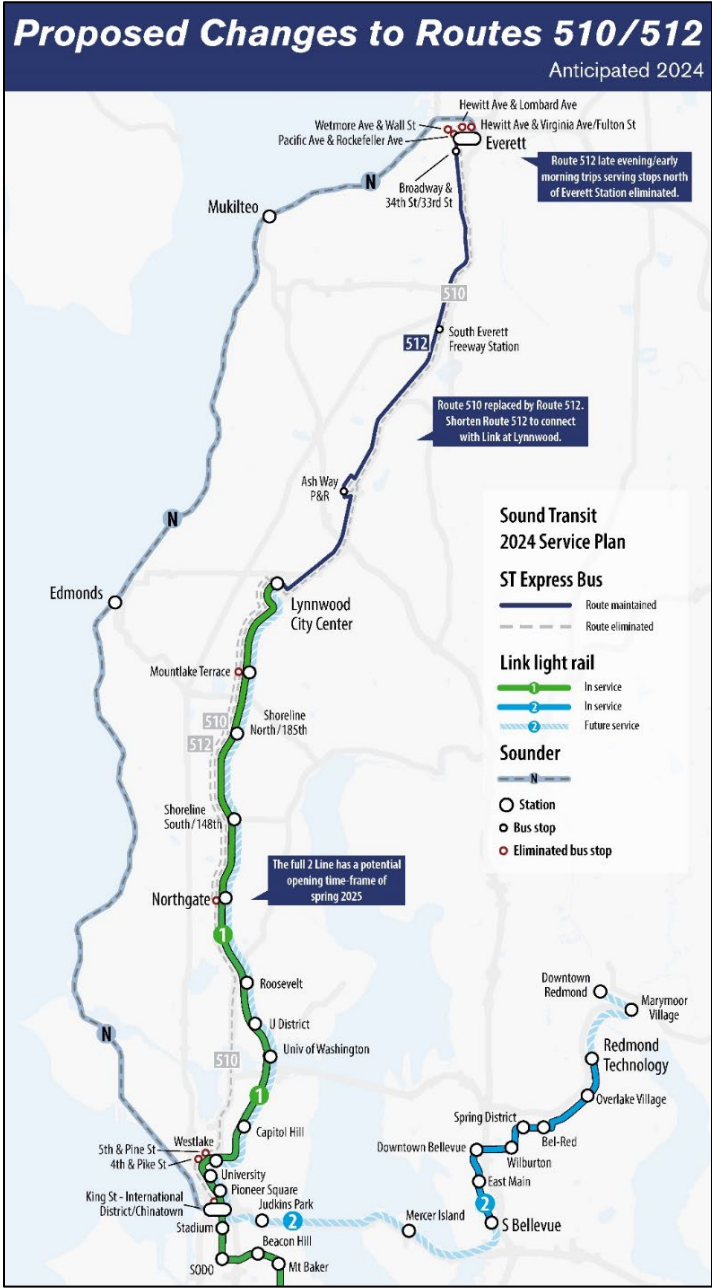 Proposed Changes to Routes 510/512
Anticipated 2024
Hewitt Ave & Lombard Ave
Wetmore Ave & Wall St
Hewitt Ave & Virginia Ave/Fulton St
Pacific Ave & Rockefeller Ave
Everett
Broadway &
34th St/33rd St
Route 512 late evening/early
morning trips serving stops north
of Everett Station eliminated.
N
Mukilteo
510
South Everett
Freeway Station
512
Route 510 replaced by Route 512.
Shorten Route 512 to connect
with Link at Lynnwood.
Ash Way
P&R
N
Edmonds
Lynnwood
City Center
Mountlake Terrace
510
512
Shoreline
North/185th
Shoreline
South/148th
Northgate
The full 2 Line has a potential
opening time-frame of
spring 2025
1
Roosevelt
U District
Univ of Washington
N
510
1
Capitol Hill
Westlake
5th & Pine St
4th & Pike St
University
Pioneer Square
King St - International
District/Chinatown
Judkins Park
Stadium
2
Mercer Island
Beacon Hill
SODO
Mt Baker
Sound Transit
2024 Service Plan
ST Express Bus
Route maintained
Route eliminated
Link light rail
1 In service
2 In service
2 Future service
Sounder
N
Station
Bus stop
Eliminated bus stop
Downtown
Redmond
Marymoor
Village
Redmond
Technology
Overlake Village
Spring District
Bel-Red
Downtown Bellevue
Wilburton
East Main
2
S Bellevue